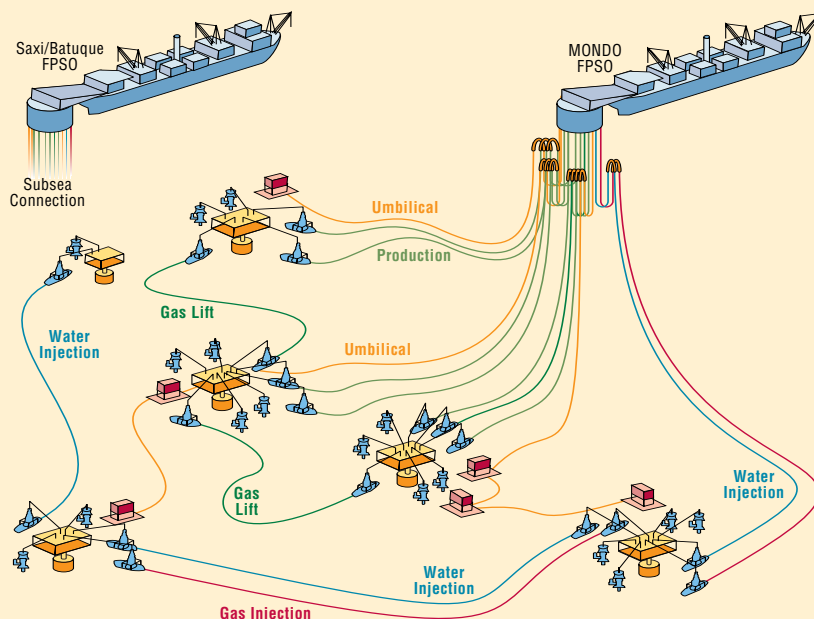 Saxi/Batuque
FPSO
MONDO
FPSO
Subsea
Connection
Umbilical
Production
Gas Lift
Water
Injection
Umbilical
Gas
Lift
Water
Injection
Water
Injection
Gas Injection